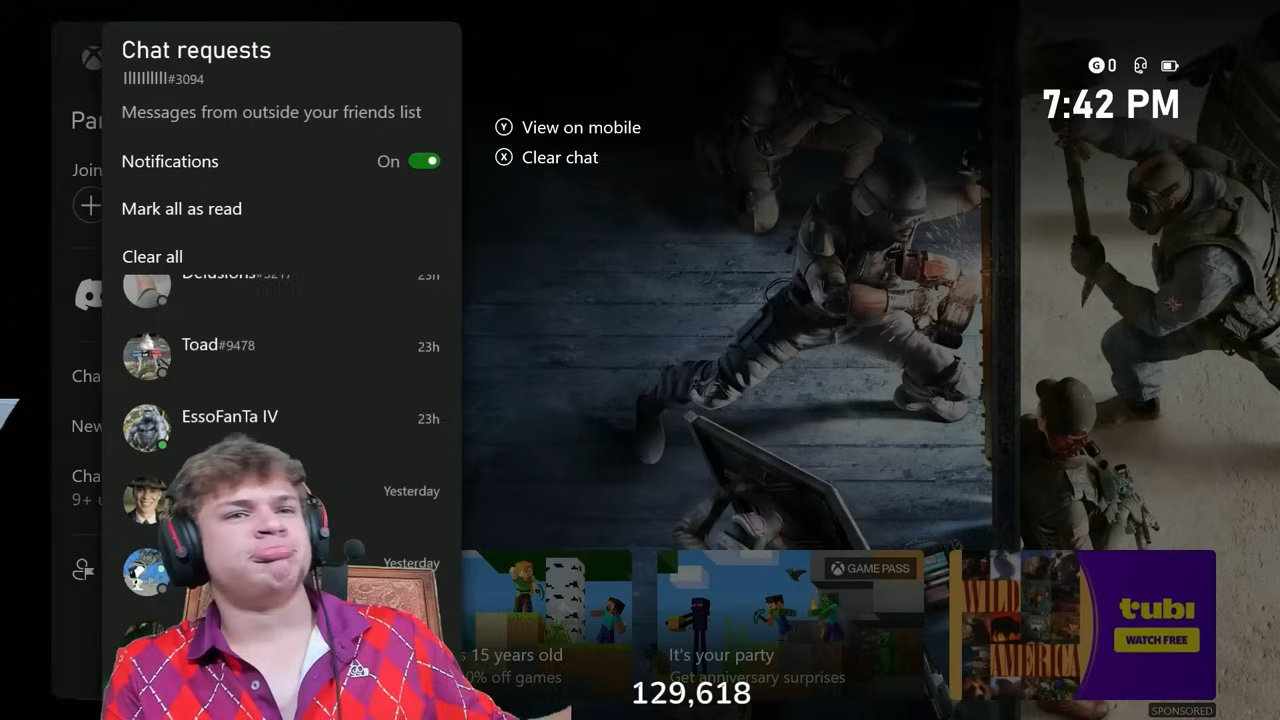 Chat requests
IIIIIIIIII#3094
Messages from outside your friends list
Notifications
On
Mark all as read
Clear all
23h
Toad#9478
23h
EssoFanTa IV
23h
Yesterday
Yesterday
Y View on mobile
X Clear chat
G 0
7:42 PM
Join
New
9+
GAME PASS
15 years old
0% off games
It's your party
Get anniversary surprises
129,618
WILD
AMERICA
tubi
WATCH FREE
SPONSORED